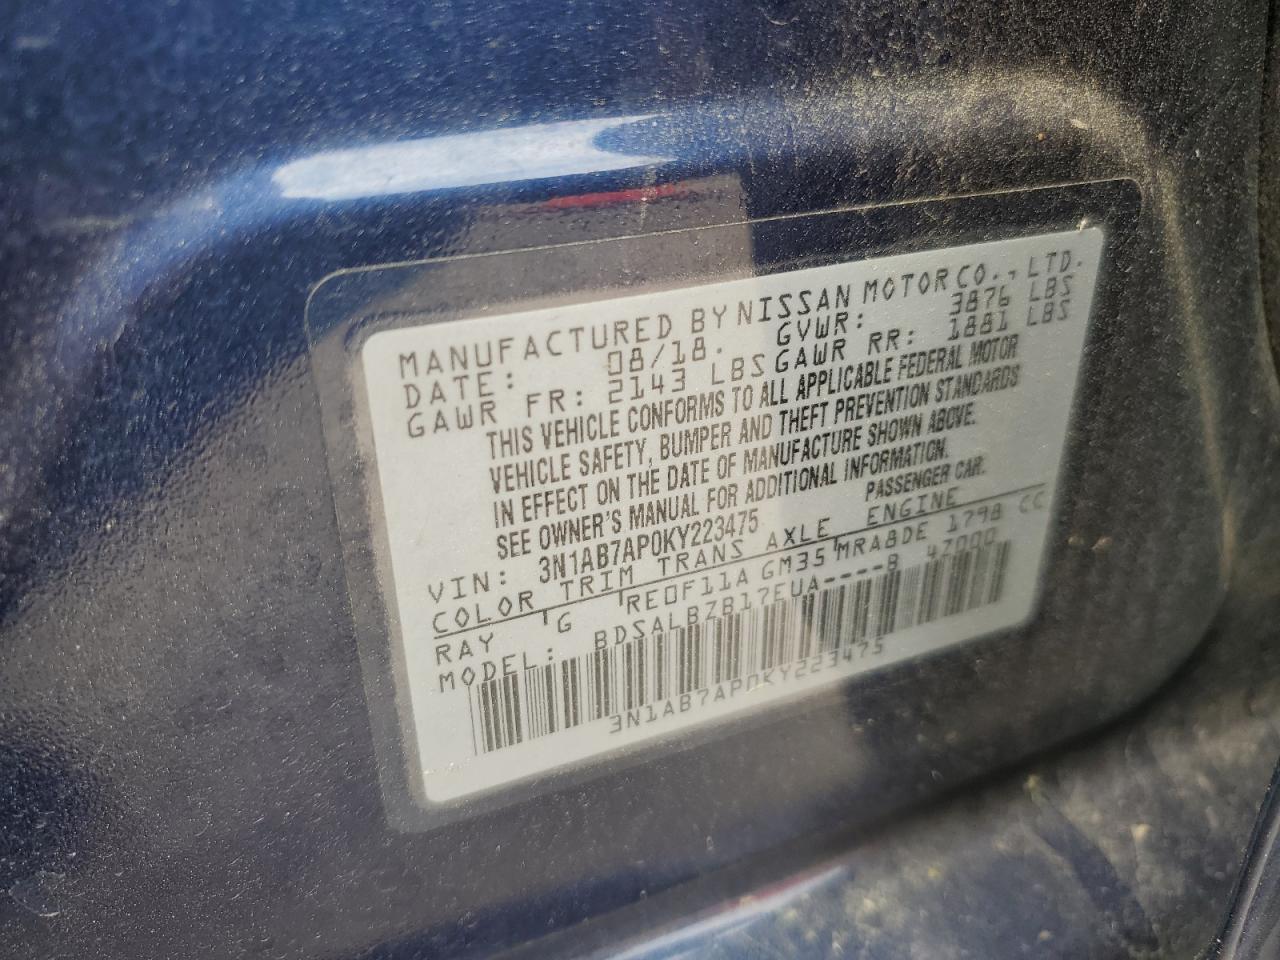 MANUFACTURED BY NISSAN MOTOR CO., LTD.
DATE: 08/18. GVWR: 3876 LBS
GAWR FR: 2143 LBS GAWR RR: 1881 LBS
THIS VEHICLE CONFORMS TO ALL APPLICABLE FEDERAL MOTOR
VEHICLE SAFETY, BUMPER AND THEFT PREVENTION STANDARDS
IN EFFECT ON THE DATE OF MANUFACTURE SHOWN ABOVE.
SEE OWNER'S MANUAL FOR ADDITIONAL INFORMATION.
VIN: 3N1AB7AP0KY223475 PASSENGER CAR.
COLOR TRIM TRANS AXLE ENGINE
RAY G RE0F11A GM35 MRA8DE 1798 CC
MODEL: BDSALBZB17EUA----B 47000
3N1AB7AP0KY223475